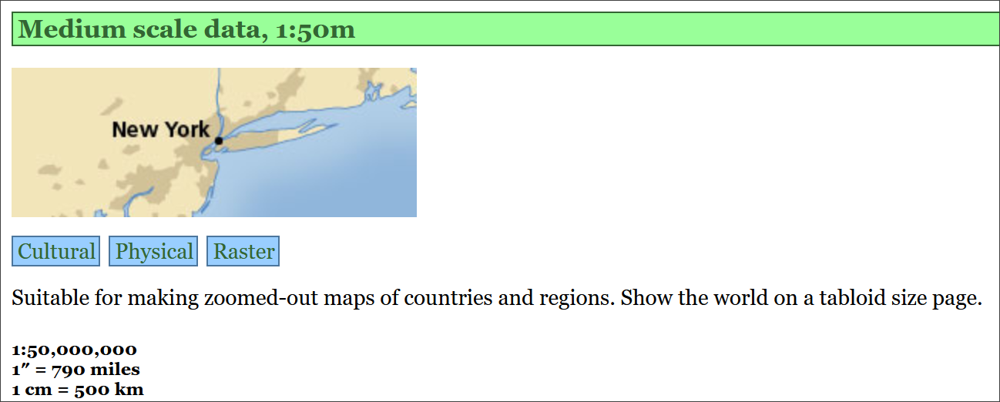 Medium scale data, 1:50m
New York
Cultural Physical Raster
Suitable for making zoomed-out maps of countries and regions. Show the world on a tabloid size page.
1:50,000,000
1″ = 790 miles
1 cm = 500 km